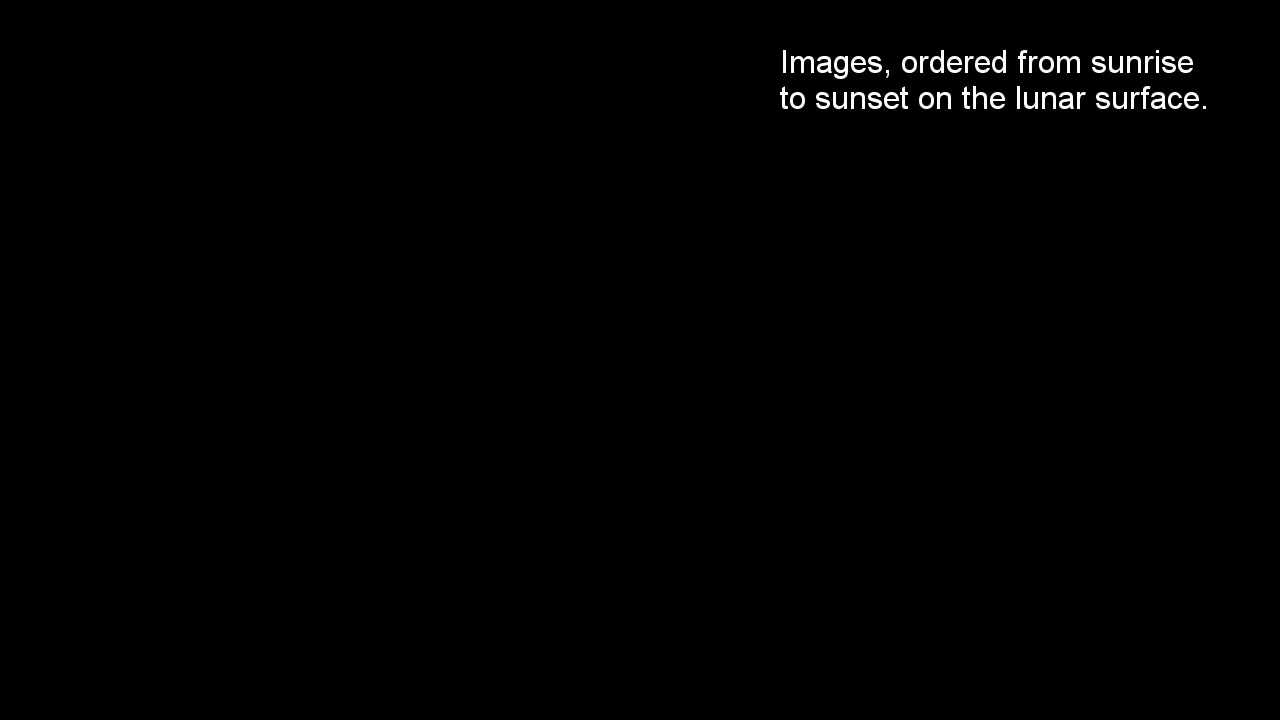 Images, ordered from sunrise
to sunset on the lunar surface.